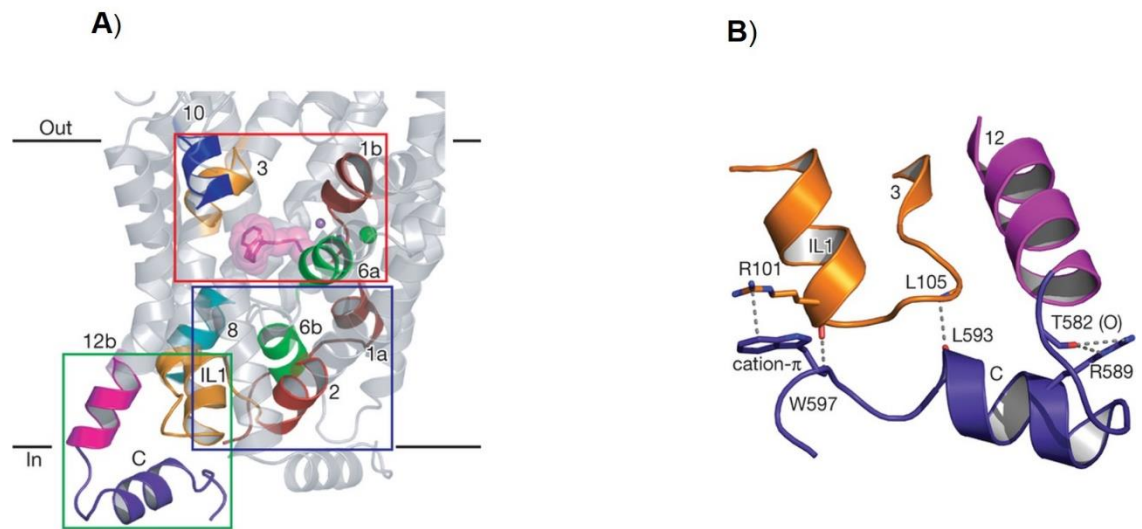 A)
B)
Out
10
3
1b
6a
8
6b
1a
12b
IL1
2
In
C
12
3
IL1
R101
L105
T582 (O)
L593
cation-π
C
R589
W597